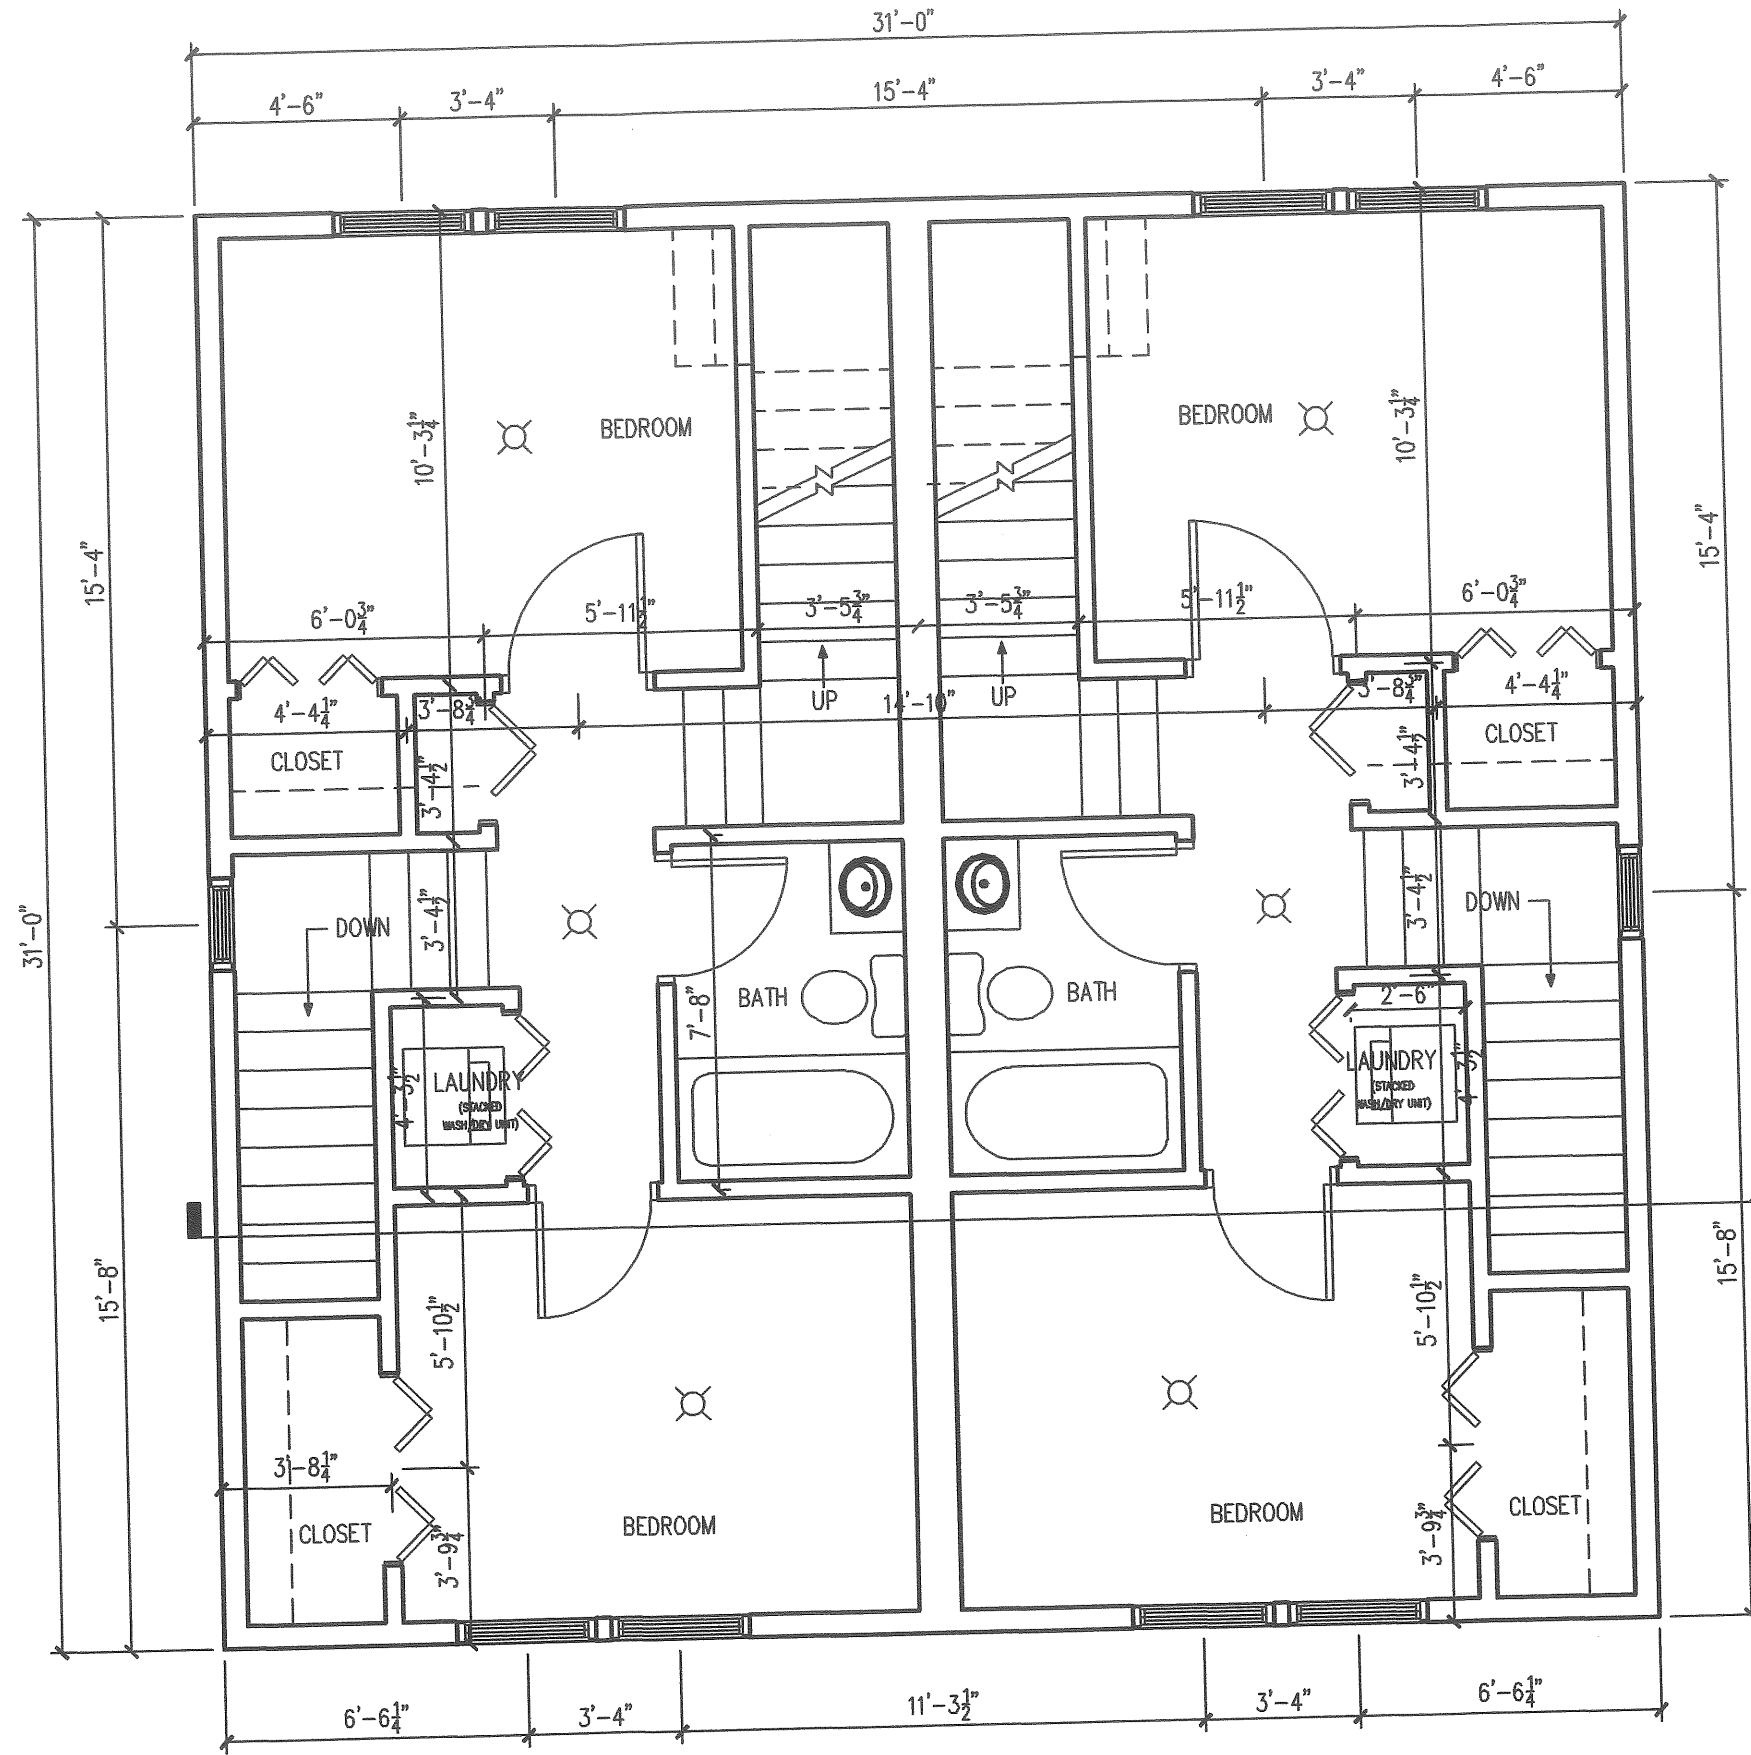 31'-0"
4'-6"
3'-4"
15'-4"
3'-4"
4'-6"
BEDROOM
BEDROOM
10'-3¼"
10'-3¼"
15'-4"
15'-4"
6'-0¾"
5'-11½"
3'-5¾"
3'-5¾"
5'-11½"
6'-0¾"
UP
UP
14'-10"
4'-4¼"
3'-8¾"
3'-8¾"
4'-4¼"
CLOSET
CLOSET
3'-4½"
3'-4½"
31'-0"
DOWN
3'-4½"
3'-4½"
DOWN
7'-8"
BATH
BATH
2'-6"
4'-3½"
LAUNDRY
(STACKED
WASH/DRY UNIT)
LAUNDRY
(STACKED
WASH/DRY UNIT)
4'-3½"
15'-8"
15'-8"
5'-10½"
5'-10½"
3'-8¼"
CLOSET
3'-9¾"
BEDROOM
BEDROOM
3'-9¾"
CLOSET
6'-6¼"
3'-4"
11'-3½"
3'-4"
6'-6¼"